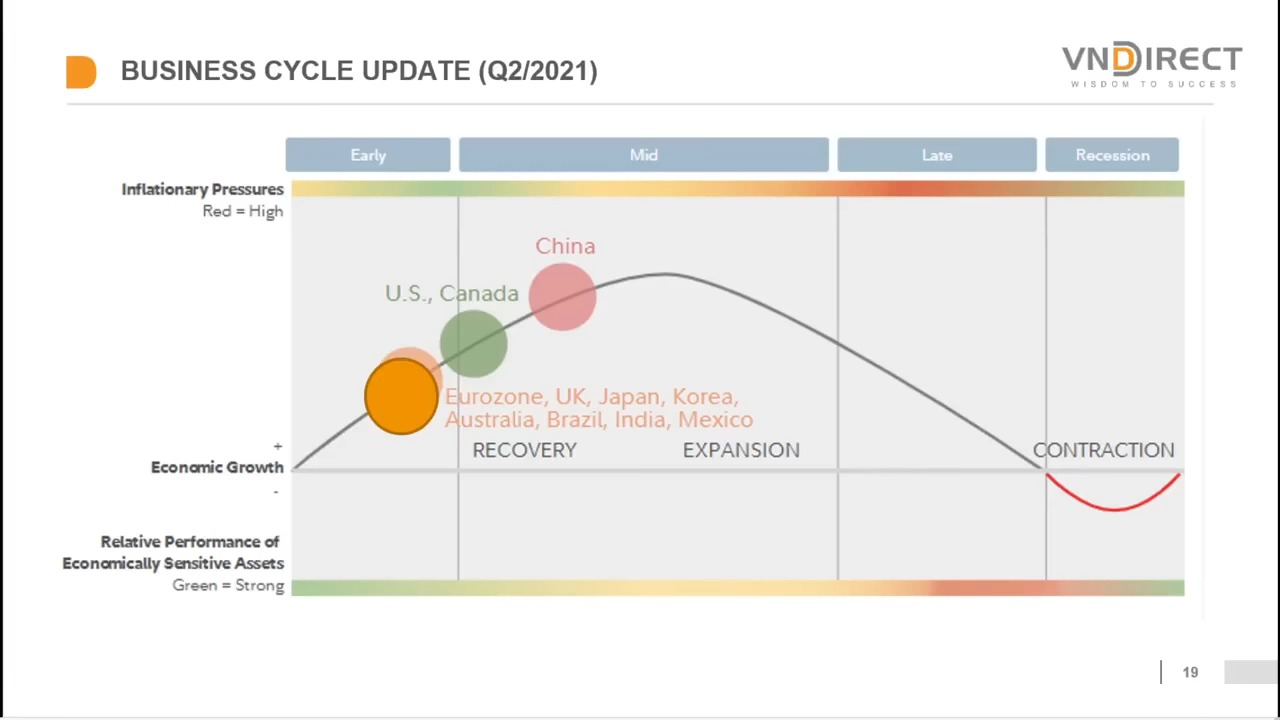 BUSINESS CYCLE UPDATE (Q2/2021)
VNDIRECT
WISDOM TO SUCCESS
Early
Mid
Late
Recession
Inflationary Pressures
Red = High
China
U.S., Canada
Eurozone, UK, Japan, Korea,
Australia, Brazil, India, Mexico
+
RECOVERY
EXPANSION
CONTRACTION
Economic Growth
-
Relative Performance of
Economically Sensitive Assets
Green = Strong
19